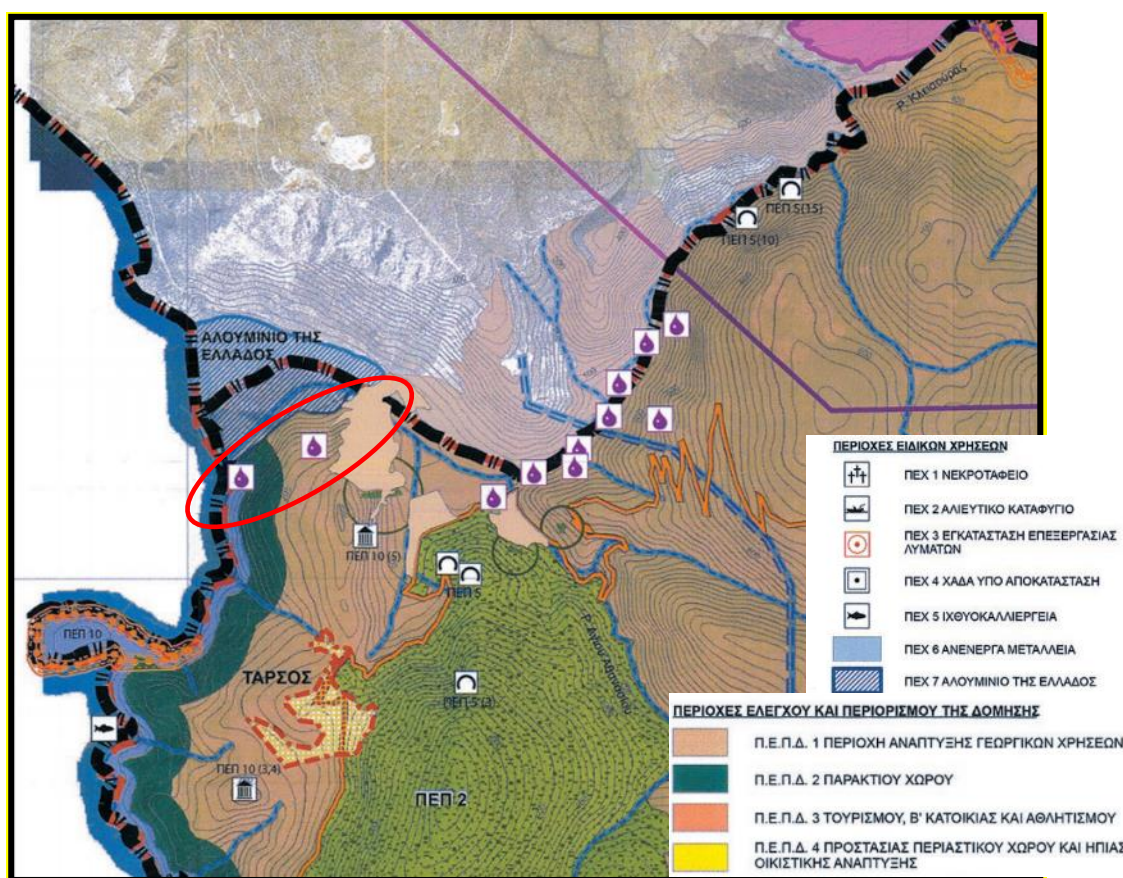 Ρ. Κλεισούρας
ΠΕΠ 5(15)
ΠΕΠ 5(10)
ΑΛΟΥΜΙΝΙΟ ΤΗΣ
ΕΛΛΑΔΟΣ
ΠΕΠ 10 (5)
ΠΕΠ 5
ΠΕΠ 10
ΤΑΡΣΟΣ
ΠΕΠ 5(3)
Ρ. Αγίου Αθανασίου
ΠΕΠ 10 (3,4)
ΠΕΠ 2
ΠΕΡΙΟΧΕΣ ΕΙΔΙΚΩΝ ΧΡΗΣΕΩΝ
ΠΕΧ 1 ΝΕΚΡΟΤΑΦΕΙΟ
ΠΕΧ 2 ΑΛΙΕΥΤΙΚΟ ΚΑΤΑΦΥΓΙΟ
ΠΕΧ 3 ΕΓΚΑΤΑΣΤΑΣΗ ΕΠΕΞΕΡΓΑΣΙΑΣ
ΛΥΜΑΤΩΝ
ΠΕΧ 4 ΧΑΔΑ ΥΠΟ ΑΠΟΚΑΤΑΣΤΑΣΗ
ΠΕΧ 5 ΙΧΘΥΟΚΑΛΛΙΕΡΓΕΙΑ
ΠΕΧ 6 ΑΝΕΝΕΡΓΑ ΜΕΤΑΛΛΕΙΑ
ΠΕΧ 7 ΑΛΟΥΜΙΝΙΟ ΤΗΣ ΕΛΛΑΔΟΣ
ΠΕΡΙΟΧΕΣ ΕΛΕΓΧΟΥ ΚΑΙ ΠΕΡΙΟΡΙΣΜΟΥ ΤΗΣ ΔΟΜΗΣΗΣ
Π.Ε.Π.Δ. 1 ΠΕΡΙΟΧΗ ΑΝΑΠΤΥΞΗΣ ΓΕΩΡΓΙΚΩΝ ΧΡΗΣΕΩΝ
Π.Ε.Π.Δ. 2 ΠΑΡΑΚΤΙΟΥ ΧΩΡΟΥ
Π.Ε.Π.Δ. 3 ΤΟΥΡΙΣΜΟΥ, Β' ΚΑΤΟΙΚΙΑΣ ΚΑΙ ΑΘΛΗΤΙΣΜΟΥ
Π.Ε.Π.Δ. 4 ΠΡΟΣΤΑΣΙΑΣ ΠΕΡΙΑΣΤΙΚΟΥ ΧΩΡΟΥ ΚΑΙ ΗΠΙΑΣ
ΟΙΚΙΣΤΙΚΗΣ ΑΝΑΠΤΥΞΗΣ